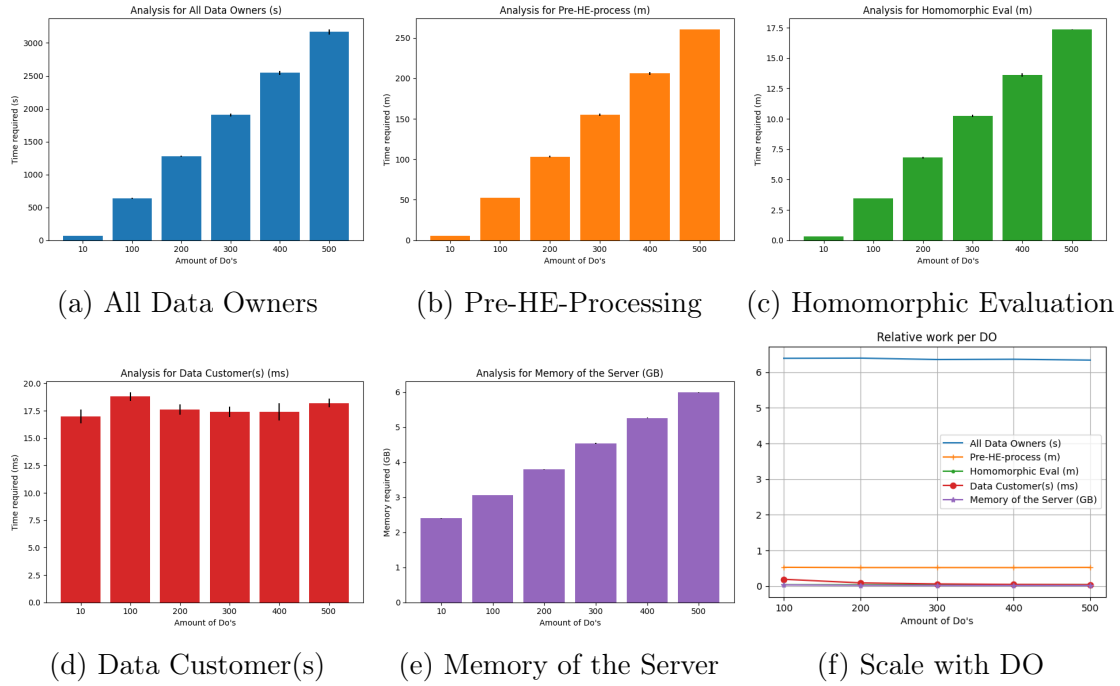 Analysis for All Data Owners (s)
Time required (s)
3000
2500
2000
1500
1000
500
0
10 100 200 300 400 500
Amount of Do's
(a) All Data Owners
Analysis for Pre-HE-process (m)
Time required (m)
250
200
150
100
50
0
10 100 200 300 400 500
Amount of Do's
(b) Pre-HE-Processing
Analysis for Homomorphic Eval (m)
Time required (m)
17.5
15.0
12.5
10.0
7.5
5.0
2.5
0.0
10 100 200 300 400 500
Amount of Do's
(c) Homomorphic Evaluation
Analysis for Data Customer(s) (ms)
Time required (ms)
20.0
17.5
15.0
12.5
10.0
7.5
5.0
2.5
0.0
10 100 200 300 400 500
Amount of Do's
(d) Data Customer(s)
Analysis for Memory of the Server (GB)
Memory required (GB)
6
5
4
3
2
1
0
10 100 200 300 400 500
Amount of Do's
(e) Memory of the Server
Relative work per DO
6
5
4
3
2
1
0
All Data Owners (s)
Pre-HE-process (m)
Homomorphic Eval (m)
Data Customer(s) (ms)
Memory of the Server (GB)
100 200 300 400 500
Amount of Do's
(f) Scale with DO